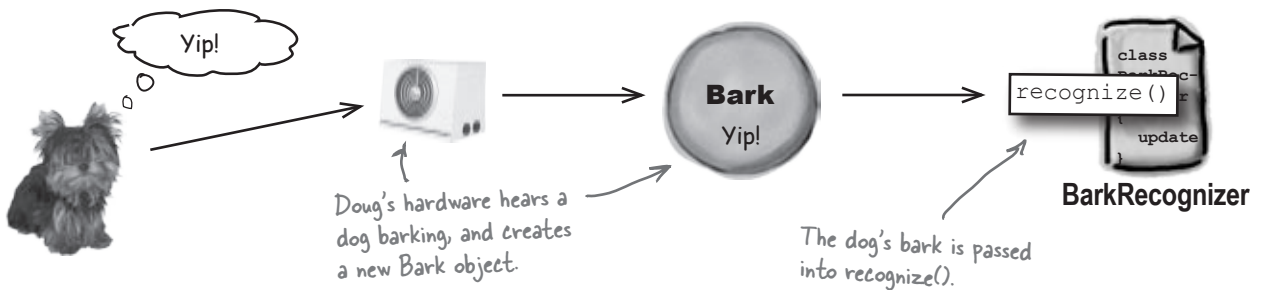 Yip!
Doug's hardware hears a
dog barking, and creates
a new Bark object.
Bark
Yip!
The dog's bark is passed
into recognize().
class
recognize()
{
update
}
BarkRecognizer